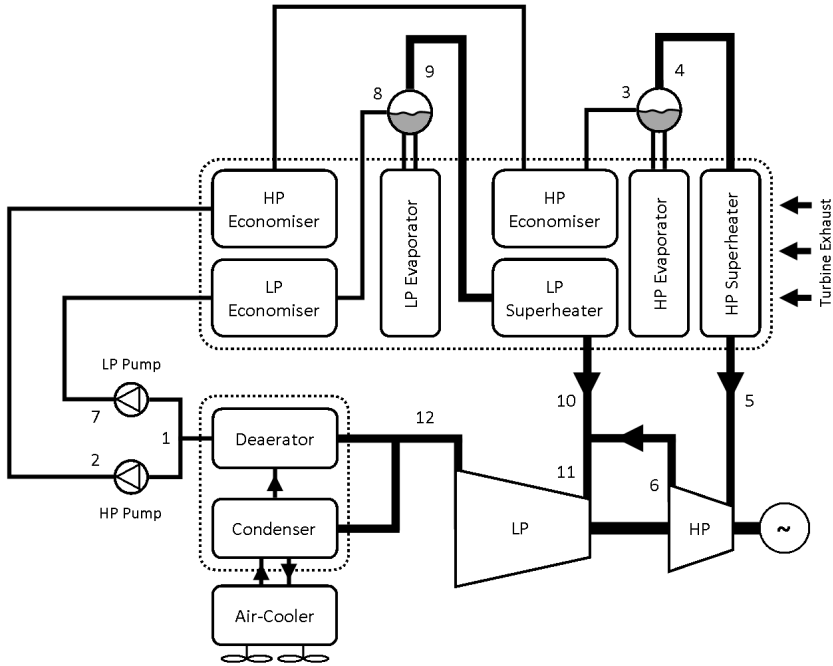 9
4
8
3
HP
Economiser
LP Evaporator
HP
Economiser
HP Evaporator
HP Superheater
Turbine Exhaust
LP
Economiser
LP
Superheater
LP Pump
7
1
2
HP Pump
Deaerator
12
10
5
11
6
Condenser
LP
HP
~
Air-Cooler